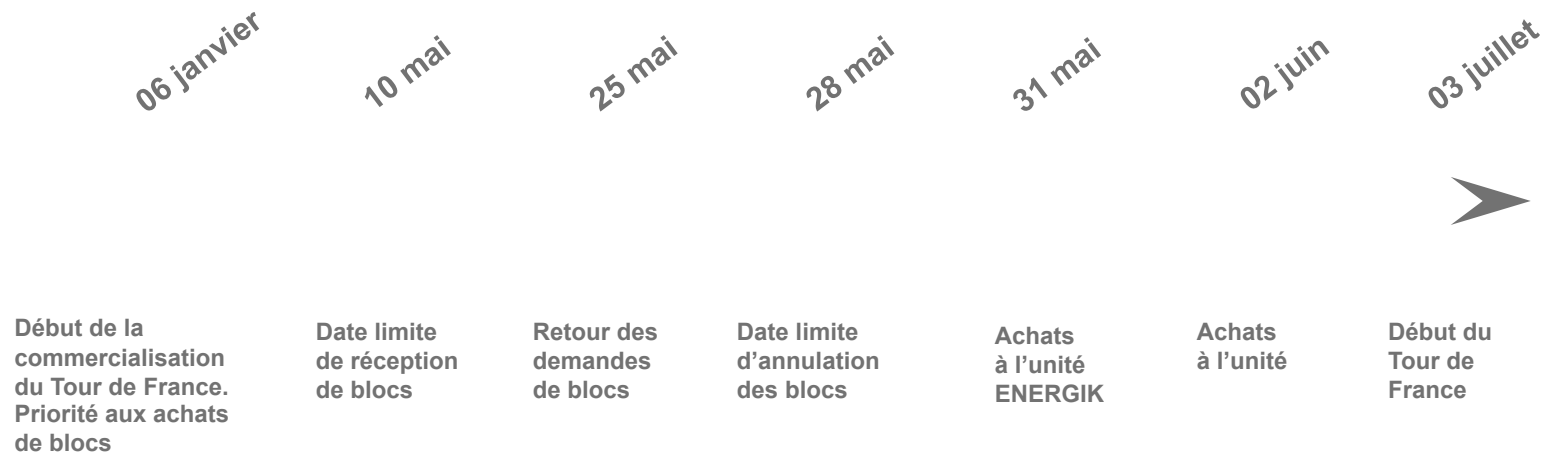 06 janvier
10 mai
25 mai
28 mai
31 mai
02 juin
03 juillet
Début de la
commercialisation
du Tour de France.
Priorité aux achats
de blocs
Date limite
de réception
de blocs
Retour des
demandes
de blocs
Date limite
d’annulation
des blocs
Achats
à l’unité
ENERGIK
Achats
à l’unité
Début du
Tour de
France